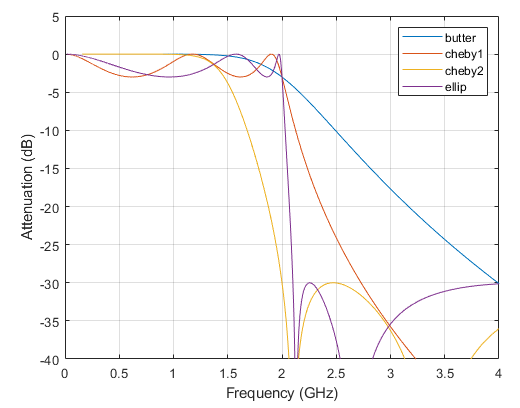 5
0
-5
-10
-15
-20
-25
-30
-35
-40
Attenuation (dB)
butter
cheby1
cheby2
ellip
0 0.5 1 1.5 2 2.5 3 3.5 4
Frequency (GHz)